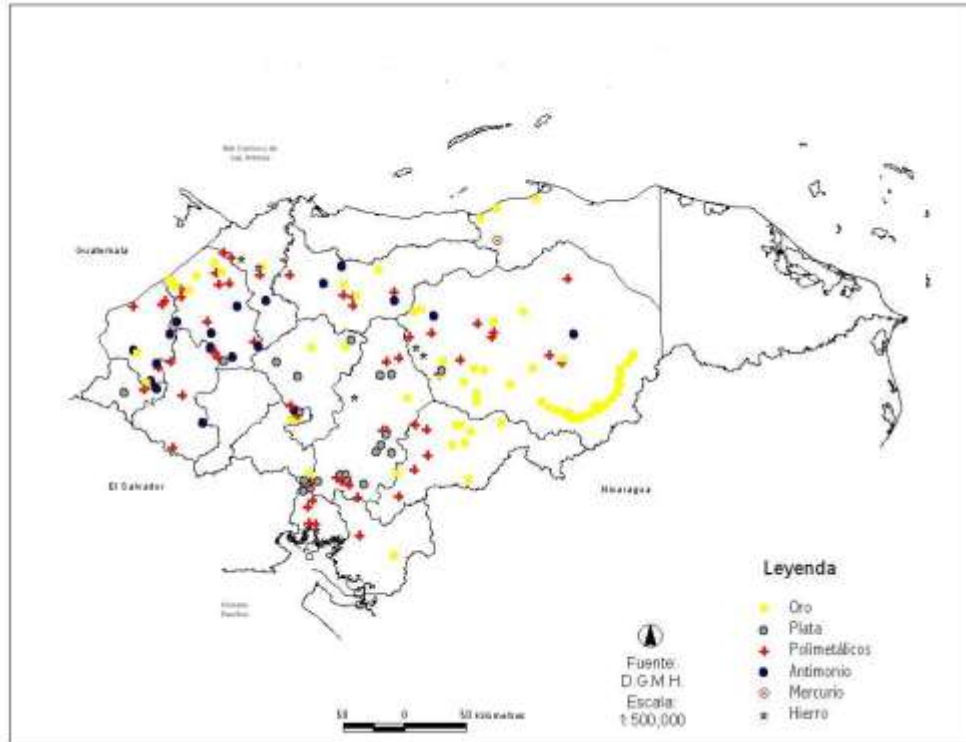 Guatemala
El Salvador
Nicaragua
Leyenda
Oro
Plata
Polimetálicos
Antimonio
Mercurio
Hierro
Fuente:
D.G.M.H.
Escala:
1:500,000
50 0 50 Kilómetros